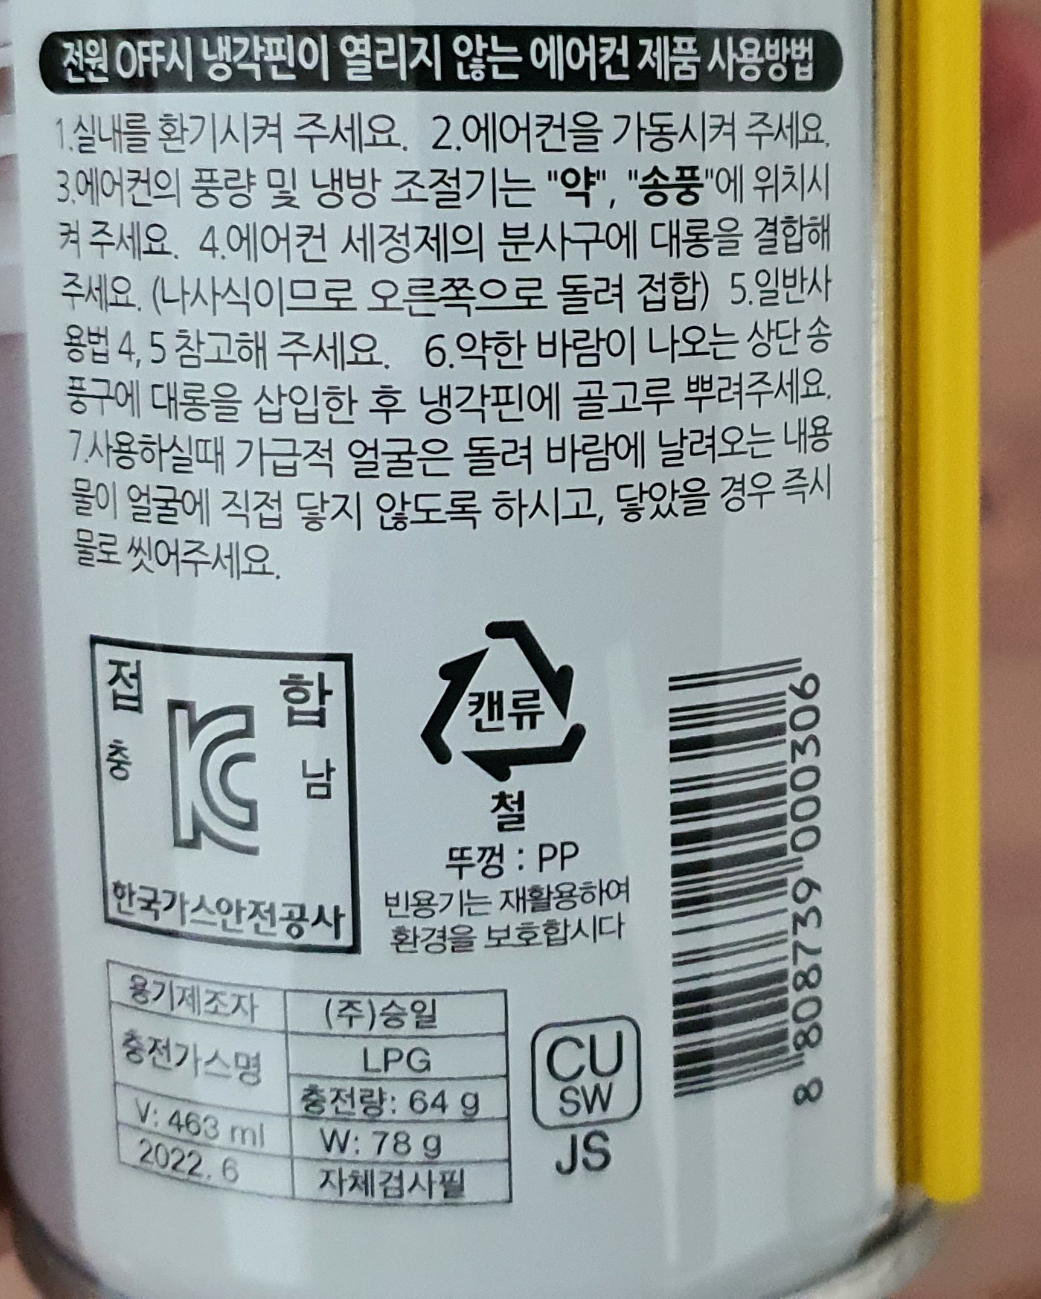 전원 OFF시 냉각핀이 열리지 않는 에어컨 제품 사용방법
1.실내를 환기시켜 주세요. 2.에어컨을 가동시켜 주세요.
3.에어컨의 풍량 및 냉방 조절기는 "약", "송풍"에 위치시
켜 주세요. 4.에어컨 세정제의 분사구에 대롱을 결합해
주세요. (나사식이므로 오른쪽으로 돌려 접합) 5.일반사
용법 4, 5 참고해 주세요. 6.약한 바람이 나오는 상단 송
풍구에 대롱을 삽입한 후 냉각핀에 골고루 뿌려주세요.
7.사용하실때 가급적 얼굴은 돌려 바람에 날려오는 내용
물이 얼굴에 직접 닿지 않도록 하시고, 닿았을 경우 즉시
물로 씻어주세요.
접 합
충 남
KC
한국가스안전공사
캔류
철
뚜껑 : PP
빈용기는 재활용하여
환경을 보호합시다
8 808739 000306
용기제조자 (주)승일
충전가스명 LPG
충전량: 64 g
V: 463 ml W: 78 g
2022. 6 자체검사필
CU
SW
JS